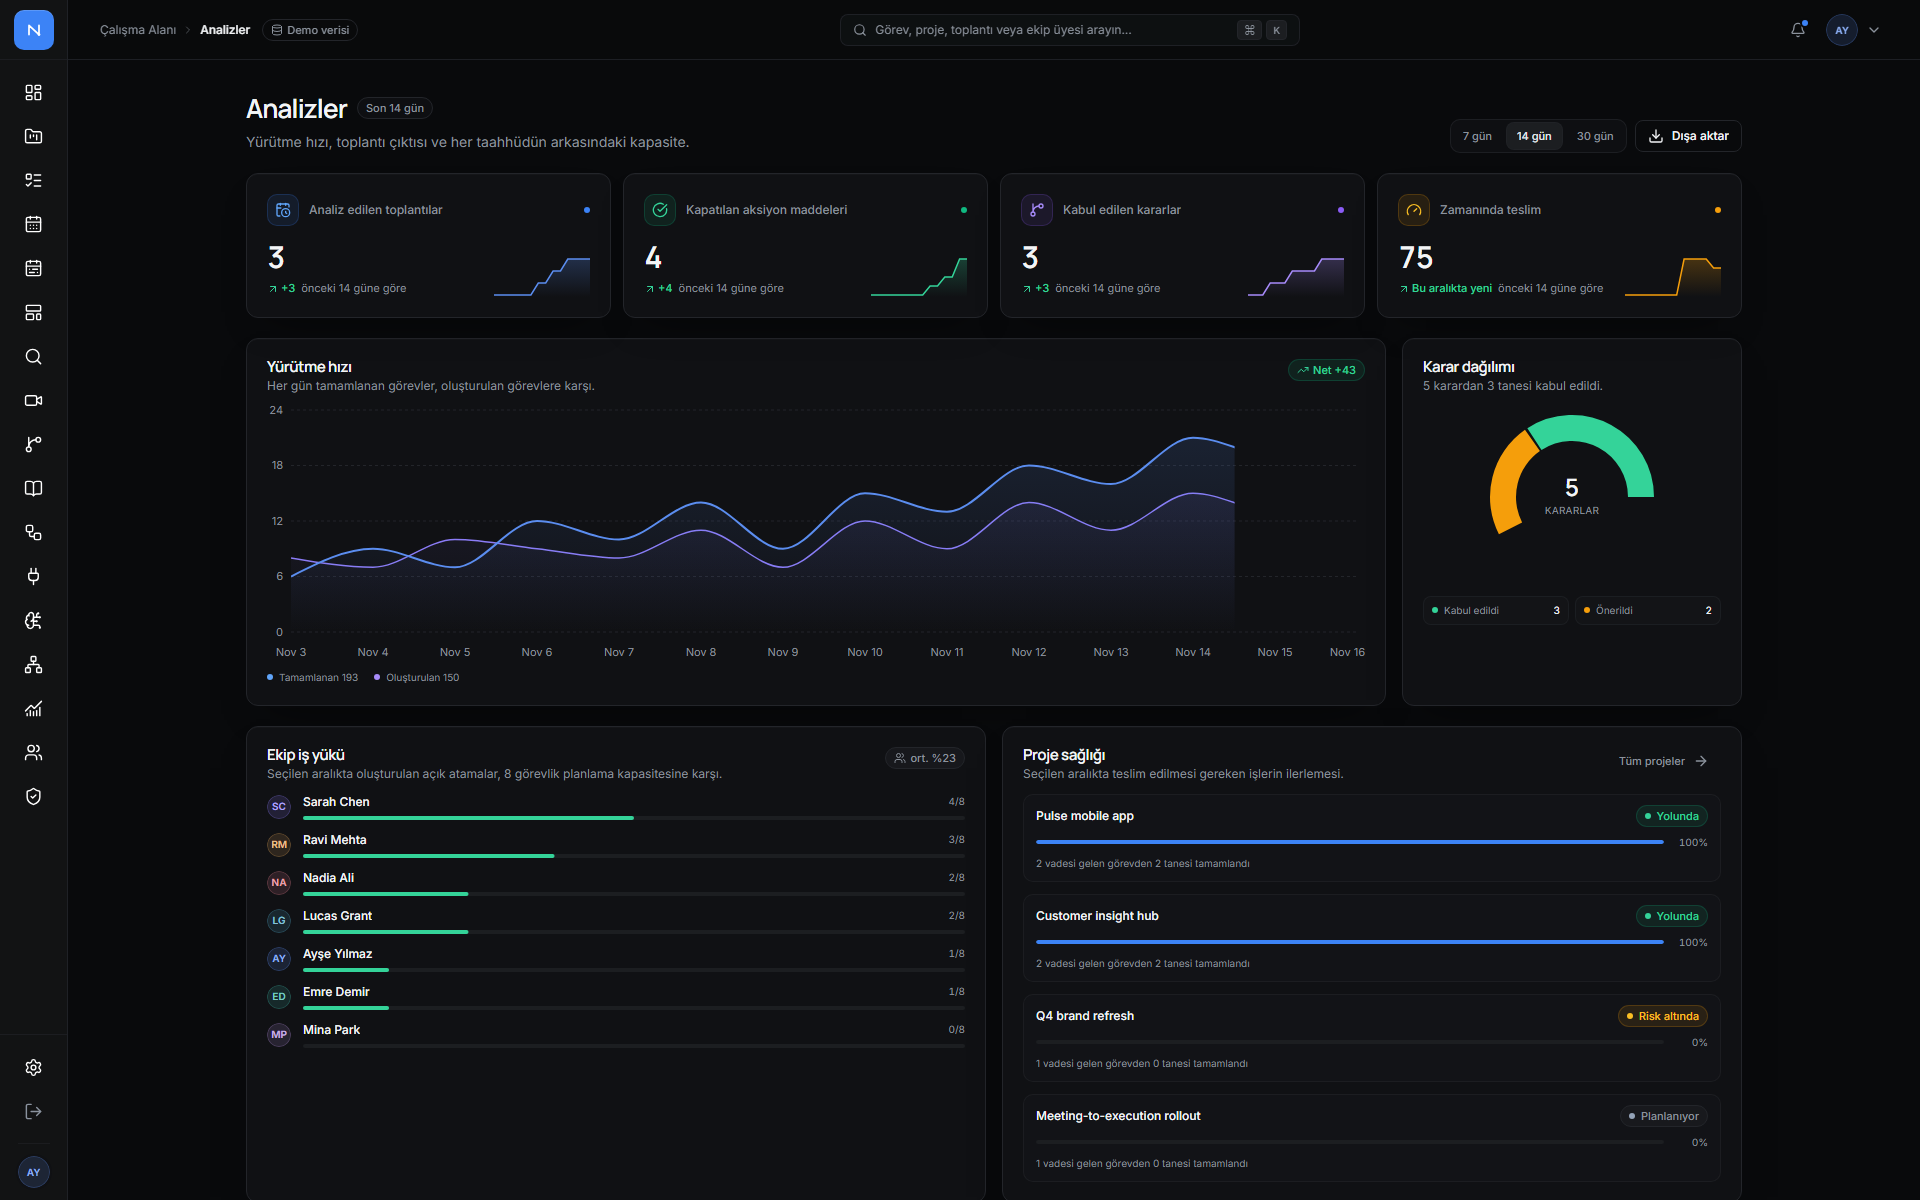 N
Çalışma Alanı
Analizler
Demo verisi
Görev, proje, toplantı veya ekip üyesi arayın...
⌘ K
AY
Analizler
Son 14 gün
Yürütme hızı, toplantı çıktısı ve her taahhüdün arkasındaki kapasite.
7 gün
14 gün
30 gün
Dışa aktar
Analiz edilen toplantılar
3
+3 önceki 14 güne göre
Kapatılan aksiyon maddeleri
4
+4 önceki 14 güne göre
Kabul edilen kararlar
3
+3 önceki 14 güne göre
Zamanında teslim
75
Bu aralıkta yeni önceki 14 güne göre
Yürütme hızı
Her gün tamamlanan görevler, oluşturulan görevlere karşı.
Net +43
24
18
12
6
0
Nov 3
Nov 4
Nov 5
Nov 6
Nov 7
Nov 8
Nov 9
Nov 10
Nov 11
Nov 12
Nov 13
Nov 14
Nov 15
Nov 16
Tamamlanan 193
Oluşturulan 150
Karar dağılımı
5 karardan 3 tanesi kabul edildi.
5
KARARLAR
Kabul edildi 3
Önerildi 2
Ekip iş yükü
Seçilen aralıkta oluşturulan açık atamalar, 8 görevlik planlama kapasitesine karşı.
ort. %23
SC Sarah Chen 4/8
RM Ravi Mehta 3/8
NA Nadia Ali 2/8
LG Lucas Grant 2/8
AY Ayşe Yılmaz 1/8
ED Emre Demir 1/8
MP Mina Park 0/8
Proje sağlığı
Seçilen aralıkta teslim edilmesi gereken işlerin ilerlemesi.
Tüm projeler
Pulse mobile app
Yolunda
100%
2 vadesi gelen görevden 2 tanesi tamamlandı
Customer insight hub
Yolunda
100%
2 vadesi gelen görevden 2 tanesi tamamlandı
Q4 brand refresh
Risk altında
0%
1 vadesi gelen görevden 0 tanesi tamamlandı
Meeting-to-execution rollout
Planlanıyor
0%
1 vadesi gelen görevden 0 tanesi tamamlandı
AY